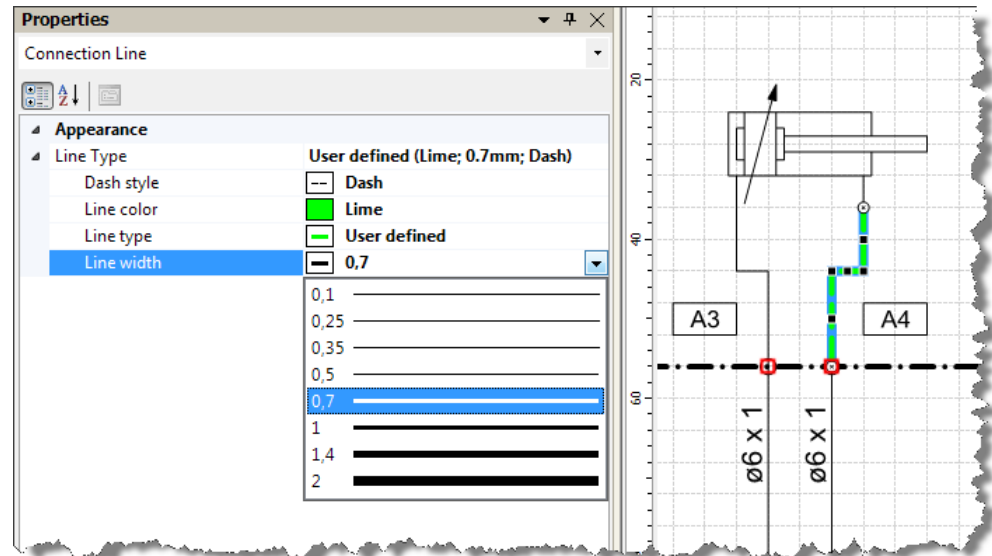 Properties
Connection Line
A
Z
Appearance
Line Type User defined (Lime; 0.7mm; Dash)
Dash style Dash
Line color Lime
Line type User defined
Line width 0,7
0,1
0,25
0,35
0,5
0,7
1
1,4
2
20
40
60
A3
A4
ø6 x 1
ø6 x 1